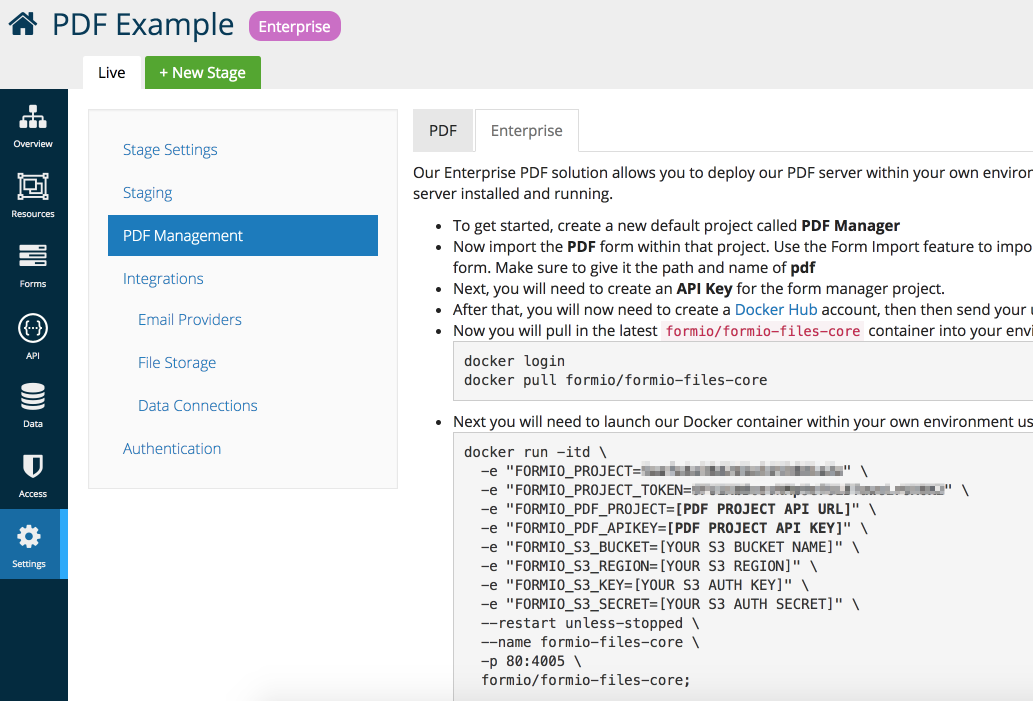 PDF Example Enterprise
Live + New Stage
Overview
Resources
Forms
API
Data
Access
Settings
Stage Settings
Staging
PDF Management
Integrations
Email Providers
File Storage
Data Connections
Authentication
PDF Enterprise
Our Enterprise PDF solution allows you to deploy our PDF server within your own environ
server installed and running.
• To get started, create a new default project called PDF Manager
• Now import the PDF form within that project. Use the Form Import feature to impo
form. Make sure to give it the path and name of pdf
• Next, you will need to create an API Key for the form manager project.
• After that, you will now need to create a Docker Hub account, then then send your u
• Now you will pull in the latest formio/formio-files-core container into your envi
docker login
docker pull formio/formio-files-core
• Next you will need to launch our Docker container within your own environment us
docker run -itd \
-e "FORMIO_PROJECT=" \
-e "FORMIO_PROJECT_TOKEN=" \
-e "FORMIO_PDF_PROJECT=[PDF PROJECT API URL]" \
-e "FORMIO_PDF_APIKEY=[PDF PROJECT API KEY]" \
-e "FORMIO_S3_BUCKET=[YOUR S3 BUCKET NAME]" \
-e "FORMIO_S3_REGION=[YOUR S3 REGION]" \
-e "FORMIO_S3_KEY=[YOUR S3 AUTH KEY]" \
-e "FORMIO_S3_SECRET=[YOUR S3 AUTH SECRET]" \
--restart unless-stopped \
--name formio-files-core \
-p 80:4005 \
formio/formio-files-core;